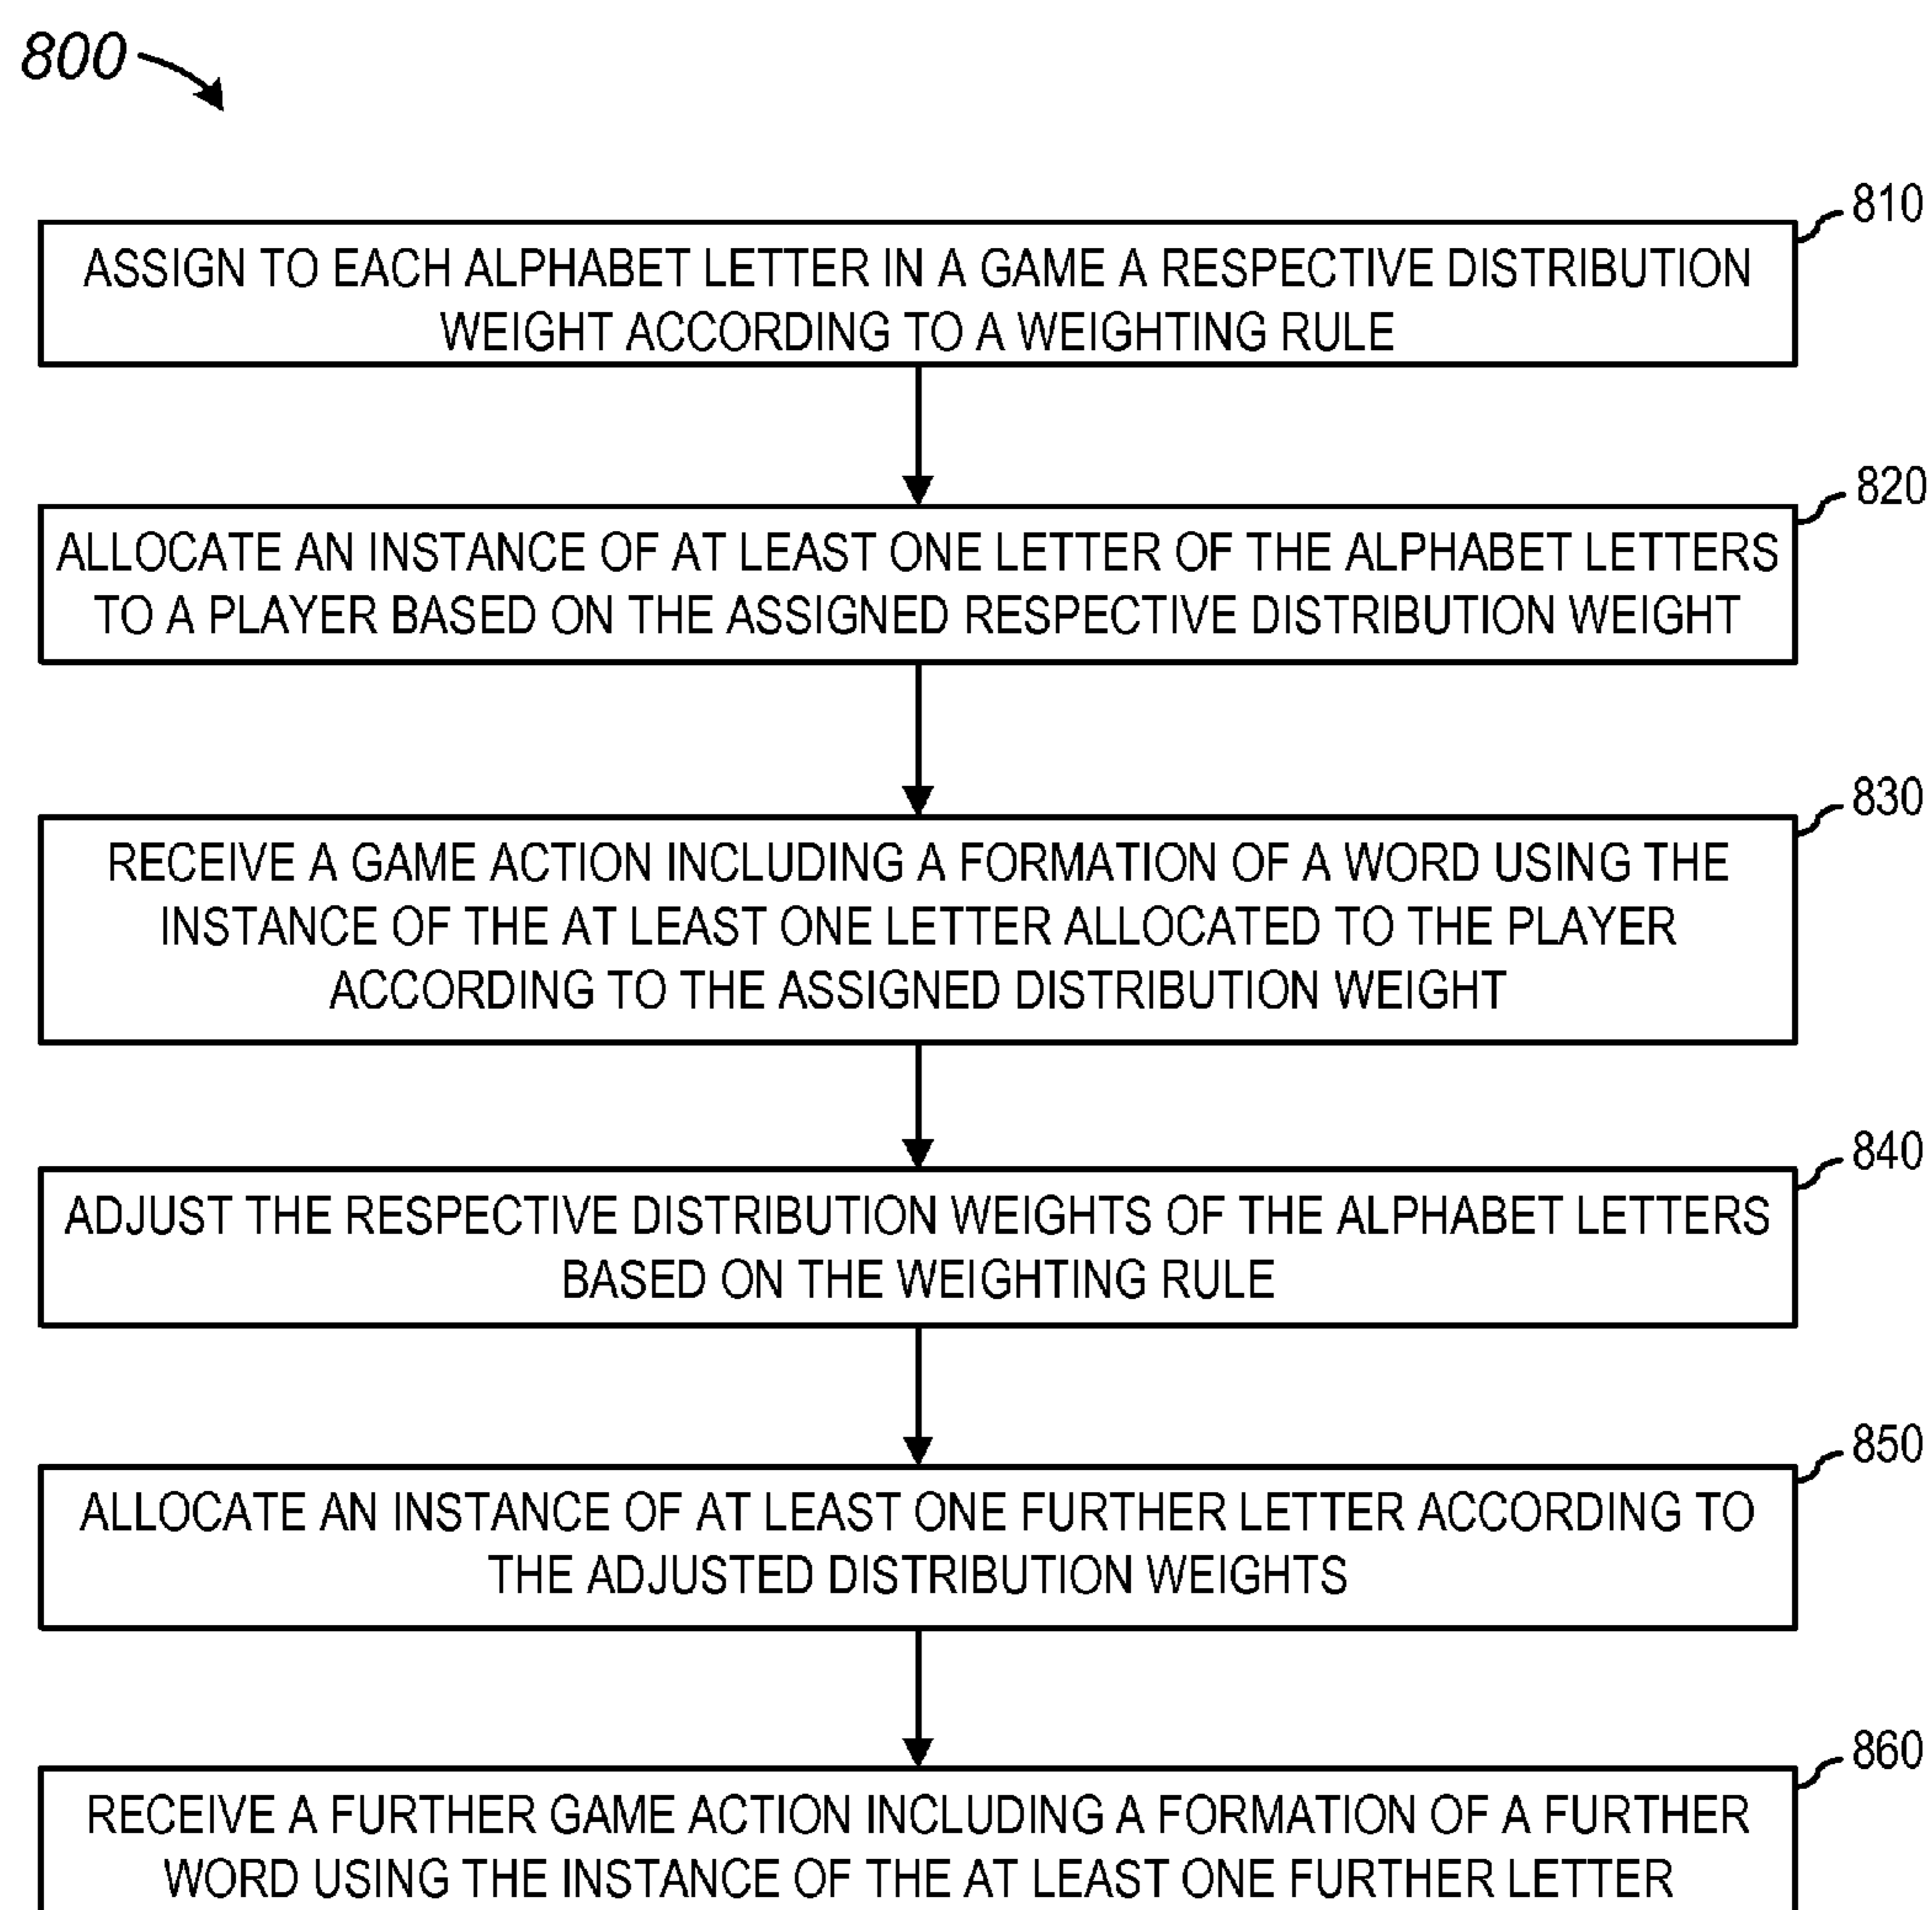 800
810
ASSIGN TO EACH ALPHABET LETTER IN A GAME A RESPECTIVE DISTRIBUTION
WEIGHT ACCORDING TO A WEIGHTING RULE
820
ALLOCATE AN INSTANCE OF AT LEAST ONE LETTER OF THE ALPHABET LETTERS
TO A PLAYER BASED ON THE ASSIGNED RESPECTIVE DISTRIBUTION WEIGHT
830
RECEIVE A GAME ACTION INCLUDING A FORMATION OF A WORD USING THE
INSTANCE OF THE AT LEAST ONE LETTER ALLOCATED TO THE PLAYER
ACCORDING TO THE ASSIGNED DISTRIBUTION WEIGHT
840
ADJUST THE RESPECTIVE DISTRIBUTION WEIGHTS OF THE ALPHABET LETTERS
BASED ON THE WEIGHTING RULE
850
ALLOCATE AN INSTANCE OF AT LEAST ONE FURTHER LETTER ACCORDING TO
THE ADJUSTED DISTRIBUTION WEIGHTS
860
RECEIVE A FURTHER GAME ACTION INCLUDING A FORMATION OF A FURTHER
WORD USING THE INSTANCE OF THE AT LEAST ONE FURTHER LETTER